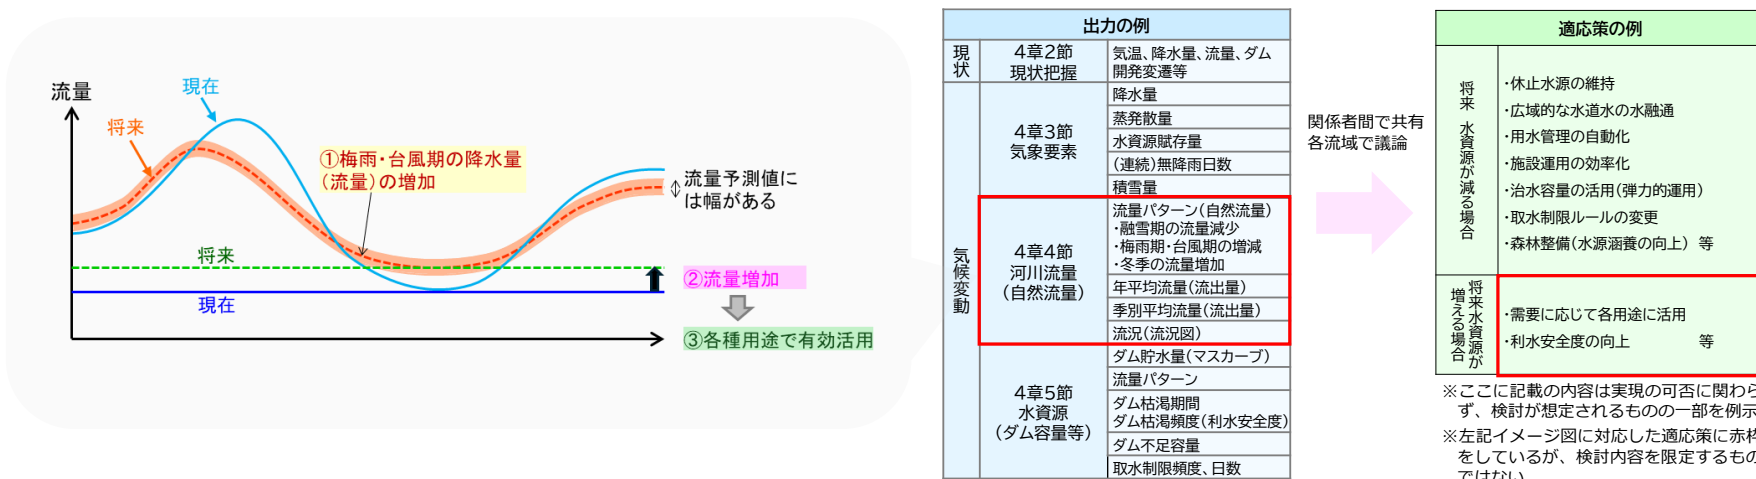 流量
現在
将来
①梅雨・台風期の降水量
(流量)の増加
流量予測値に
は幅がある
将来
②流量増加
現在
③各種用途で有効活用
出力の例
現状
4章2節
現状把握
気温、降水量、流量、ダム
開発変遷等
気候変動
4章3節
気象要素
降水量
蒸発散量
水資源賦存量
(連続)無降雨日数
積雪量
4章4節
河川流量
(自然流量)
流量パターン(自然流量)
・融雪期の流量減少
・梅雨期・台風期の増減
・冬季の流量増加
年平均流量(流出量)
季別平均流量(流出量)
流況(流況図)
4章5節
水資源
(ダム容量等)
ダム貯水量(マスカーブ)
流量パターン
ダム枯渇期間
ダム枯渇頻度(利水安全度)
ダム不足容量
取水制限頻度、日数
関係者間で共有
各流域で議論
適応策の例
将来 水資源が減る場合
・休止水源の維持
・広域的な水道水の水融通
・用水管理の自動化
・施設運用の効率化
・治水容量の活用(弾力的運用)
・取水制限ルールの変更
・森林整備(水源涵養の向上) 等
将来水資源が
増える場合
・需要に応じて各用途に活用
・利水安全度の向上 等
※ここに記載の内容は実現の可否に関わら
ず、検討が想定されるものの一部を例示
※左記イメージ図に対応した適応策に赤枠
をしているが、検討内容を限定するもの
ではない